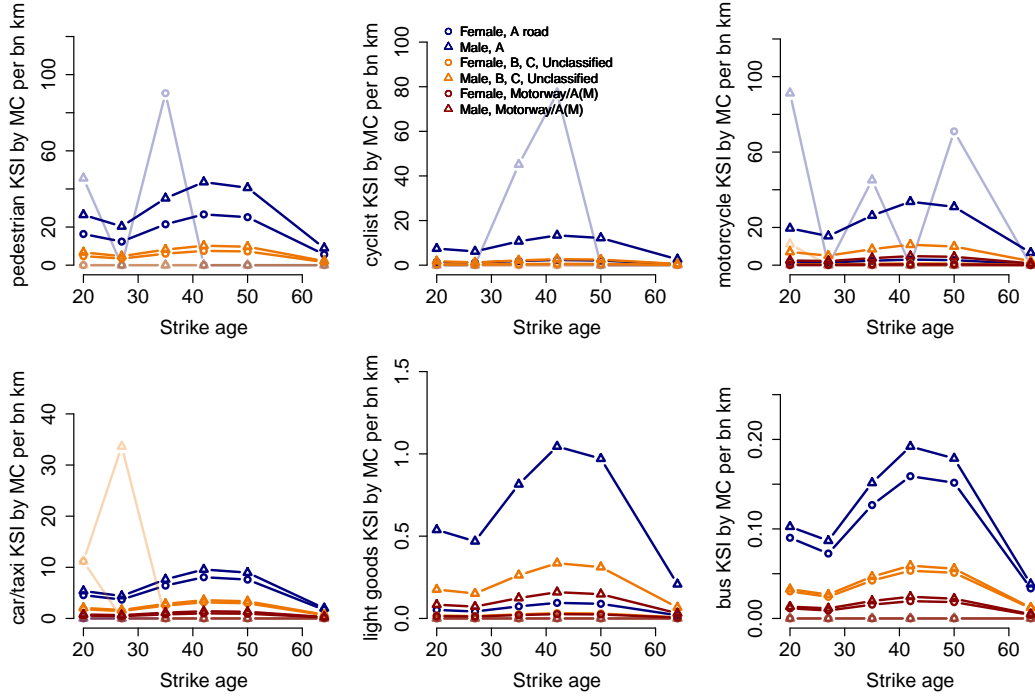 pedestrian KSI by MC per bn km
0 20 40 60 80 100
20 30 40 50 60
Strike age
cyclist KSI by MC per bn km
0 20 40 60 80 100
20 30 40 50 60
Strike age
Female, A road
Male, A
Female, B, C, Unclassified
Male, B, C, Unclassified
Female, Motorway/A(M)
Male, Motorway/A(M)
motorcycle KSI by MC per bn km
0 20 40 60 80 100
20 30 40 50 60
Strike age
car/taxi KSI by MC per bn km
0 10 20 30 40
20 30 40 50 60
Strike age
light goods KSI by MC per bn km
0.0 0.5 1.0 1.5
20 30 40 50 60
Strike age
bus KSI by MC per bn km
0.00 0.10 0.20
20 30 40 50 60
Strike age